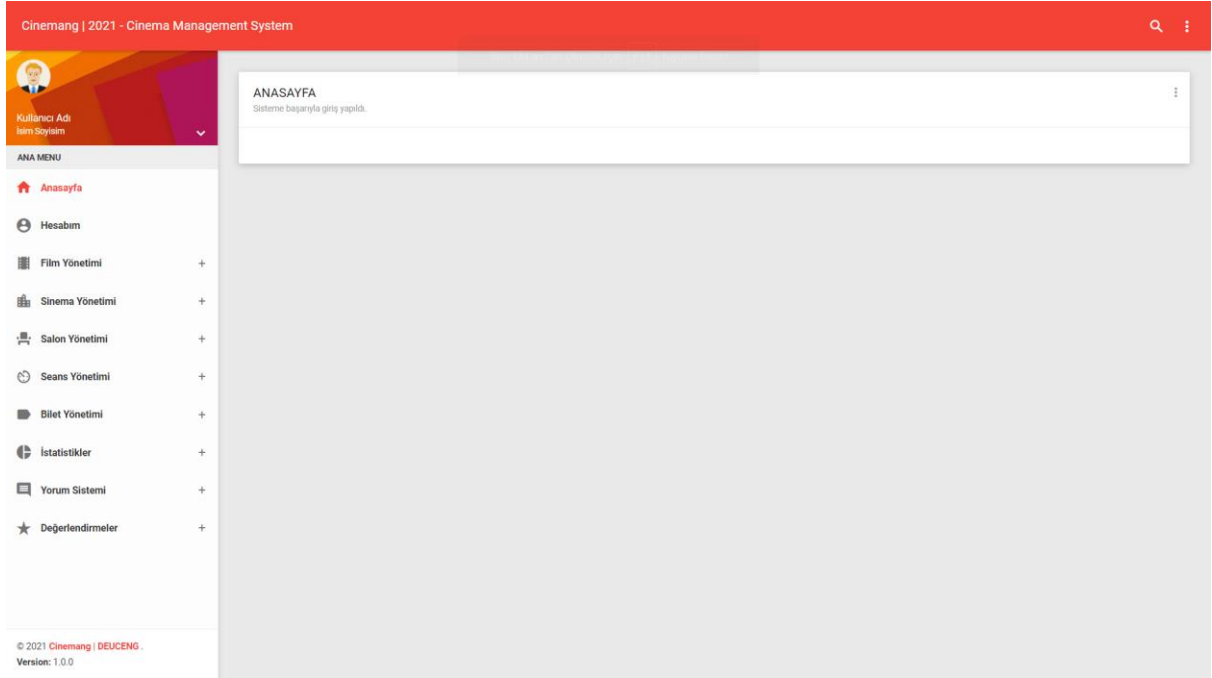 Cinemang | 2021 - Cinema Management System
Kullanıcı Adı
İsim Soyisim
ANA MENU
Anasayfa
Hesabım
Film Yönetimi
Sinema Yönetimi
Salon Yönetimi
Seans Yönetimi
Bilet Yönetimi
İstatistikler
Yorum Sistemi
Değerlendirmeler
© 2021 Cinemang | DEUCENG .
Version: 1.0.0
ANASAYFA
Sisteme başarıyla giriş yapıldı.